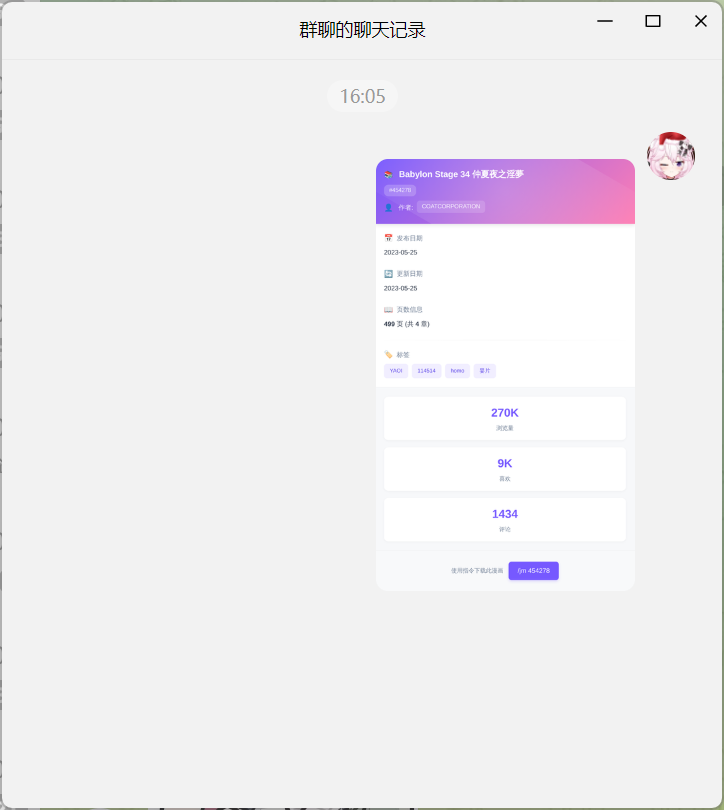 群聊的聊天记录
16:05
Babylon Stage 34 仲夏夜之淫夢
#454278
作者: COATCORPORATION
发布日期
2023-05-25
更新日期
2023-05-25
页数信息
499 页 (共 4 章)
标签
YAOI 114514 homo 薯片
270K
浏览量
9K
喜欢
1434
评论
使用指令下载此漫画 /jm 454278